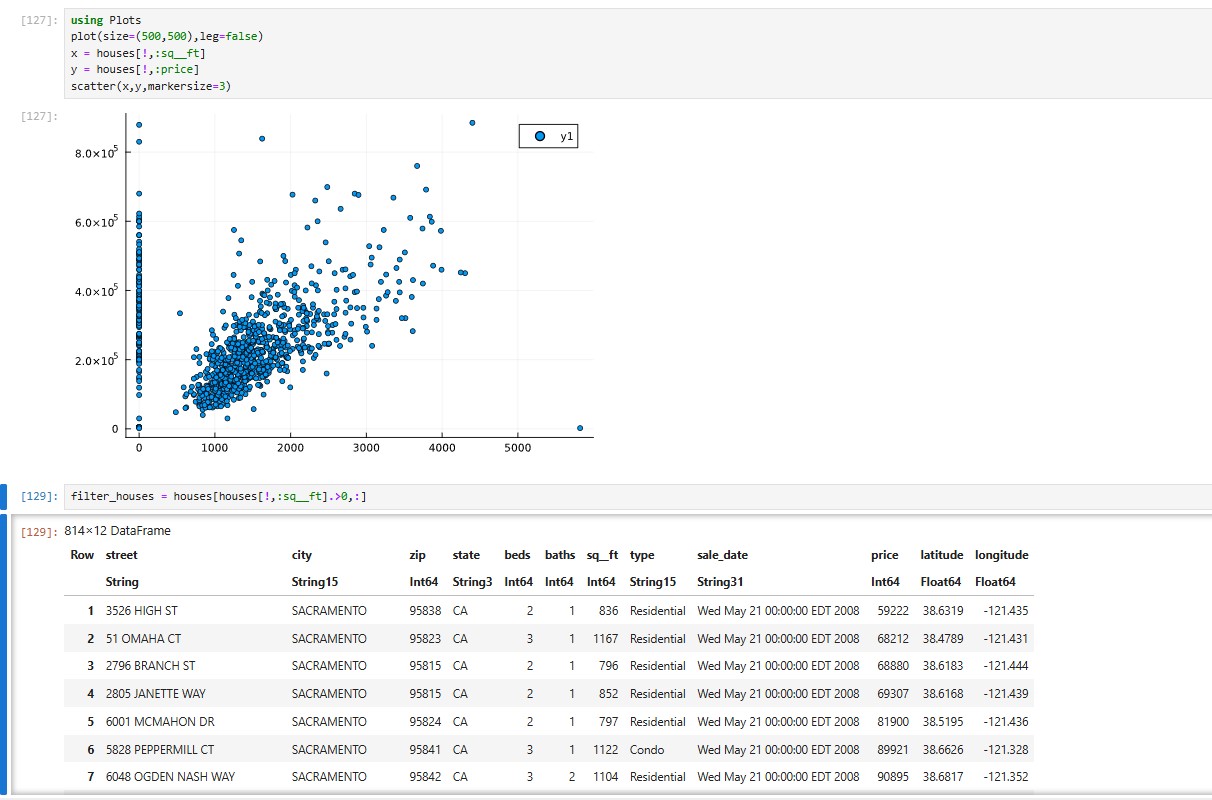 [127]:
using Plots
plot(size=(500,500),leg=false)
x = houses[!,:sq__ft]
y = houses[!,:price]
scatter(x,y,markersize=3)
[127]:
y1
8.0×10⁵
6.0×10⁵
4.0×10⁵
2.0×10⁵
0
0 1000 2000 3000 4000 5000
[129]:
filter_houses = houses[houses[!,:sq__ft].>0,:]
[129]:
814×12 DataFrame
Row street city zip state beds baths sq__ft type sale_date price latitude longitude
String String15 Int64 String3 Int64 Int64 Int64 String15 String31 Int64 Float64 Float64
1 3526 HIGH ST SACRAMENTO 95838 CA 2 1 836 Residential Wed May 21 00:00:00 EDT 2008 59222 38.6319 -121.435
2 51 OMAHA CT SACRAMENTO 95823 CA 3 1 1167 Residential Wed May 21 00:00:00 EDT 2008 68212 38.4789 -121.431
3 2796 BRANCH ST SACRAMENTO 95815 CA 2 1 796 Residential Wed May 21 00:00:00 EDT 2008 68880 38.6183 -121.444
4 2805 JANETTE WAY SACRAMENTO 95815 CA 2 1 852 Residential Wed May 21 00:00:00 EDT 2008 69307 38.6168 -121.439
5 6001 MCMAHON DR SACRAMENTO 95824 CA 2 1 797 Residential Wed May 21 00:00:00 EDT 2008 81900 38.5195 -121.436
6 5828 PEPPERMILL CT SACRAMENTO 95841 CA 3 1 1122 Condo Wed May 21 00:00:00 EDT 2008 89921 38.6626 -121.328
7 6048 OGDEN NASH WAY SACRAMENTO 95842 CA 3 2 1104 Residential Wed May 21 00:00:00 EDT 2008 90895 38.6817 -121.352